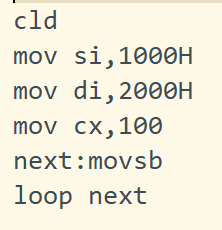 cld
mov si,1000H
mov di,2000H
mov cx,100
next:movsb
loop next